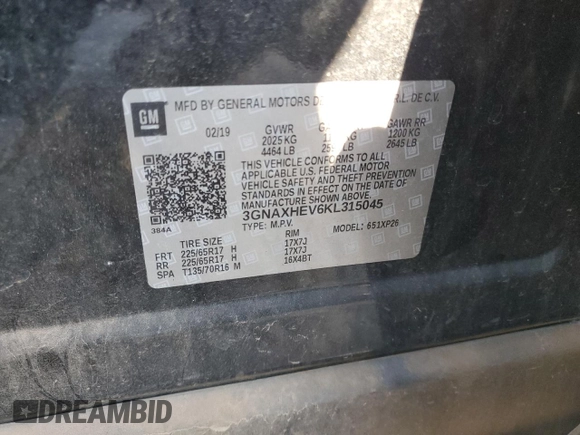 GM
MFD BY GENERAL MOTORS DE R.L. DE C.V.
02/19 GVWR GAWR RR
2025 KG KG 1200 KG
4464 LB LB 2645 LB
THIS VEHICLE CONFORMS TO ALL
APPLICABLE U.S. FEDERAL MOTOR
VEHICLE SAFETY AND THEFT PREVENTION
STANDARDS IN EFFECT ON THE DATE OF
MANUFACTURE SHOWN ABOVE.
3GNAXHEV6KL315045
TYPE: M.P.V. MODEL: 651XP26
384A
TIRE SIZE RIM
FRT 225/65R17 H 17X7J
RR 225/65R17 H 17X7J
SPA T135/70R16 M 16X4BT
DREAMBID